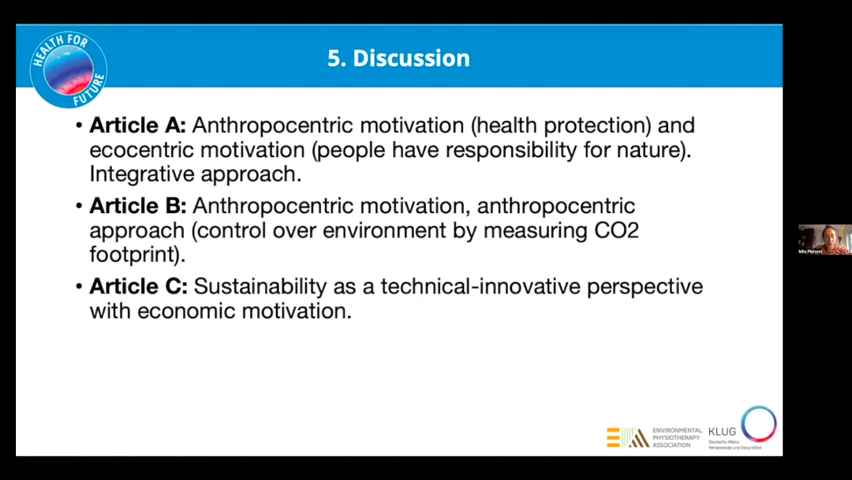 HEALTH FOR
FUTURE
5. Discussion
• Article A: Anthropocentric motivation (health protection) and
ecocentric motivation (people have responsibility for nature).
Integrative approach.
• Article B: Anthropocentric motivation, anthropocentric
approach (control over environment by measuring CO2
footprint).
• Article C: Sustainability as a technical-innovative perspective
with economic motivation.
ENVIRONMENTAL
PHYSIOTHERAPY
ASSOCIATION
KLUG
Deutsche Allianz
Klimawandel und Gesundheit